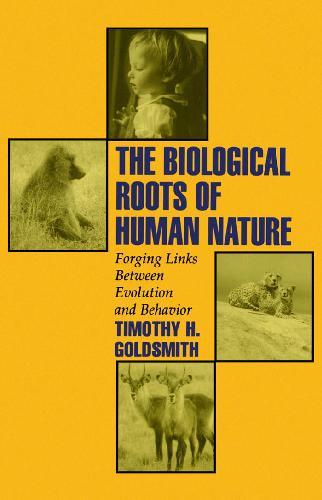 THE BIOLOGICAL
ROOTS OF
HUMAN NATURE
Forging Links
Between
Evolution
and Behavior
TIMOTHY H.
GOLDSMITH